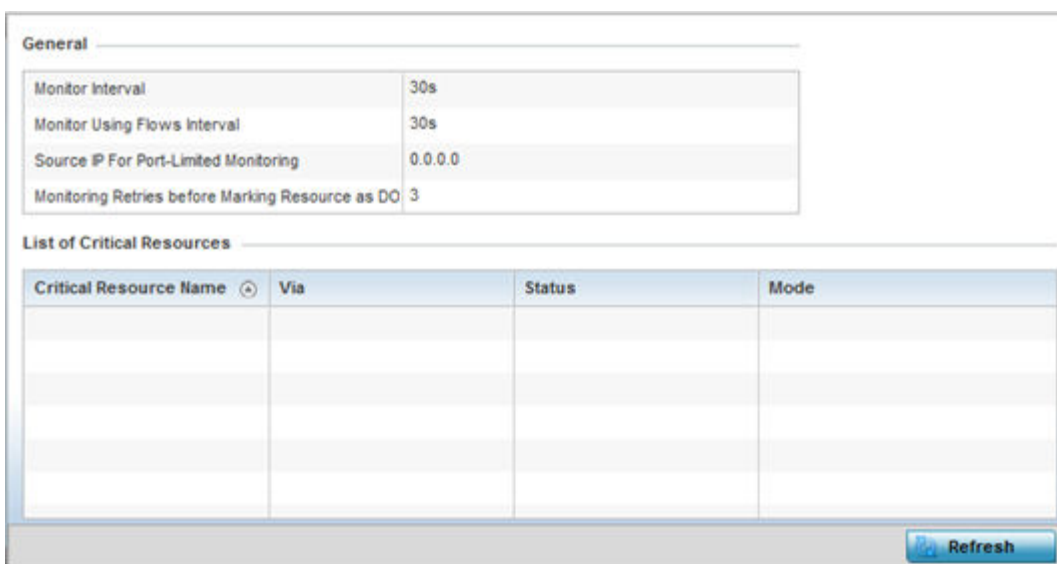 General
Monitor Interval 30s
Monitor Using Flows Interval 30s
Source IP For Port-Limited Monitoring 0.0.0.0
Monitoring Retries before Marking Resource as DO 3
List of Critical Resources
Critical Resource Name Via Status Mode
Refresh